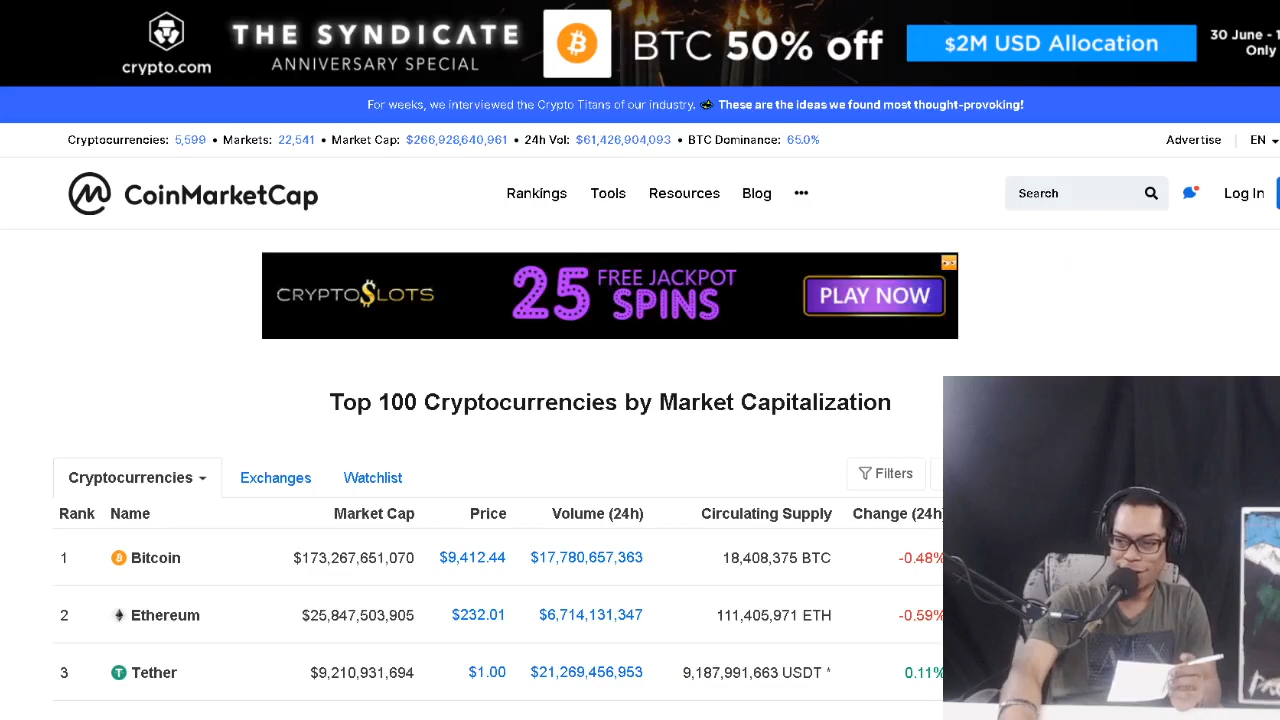 THE SYNDICATE
ANNIVERSARY SPECIAL
crypto.com
BTC 50% off
$2M USD Allocation
30 June - 1
Only
For weeks, we interviewed the Crypto Titans of our industry. These are the ideas we found most thought-provoking!
Cryptocurrencies: 5,599 • Markets: 22,541 • Market Cap: $266,928,640,961 • 24h Vol: $61,426,904,093 • BTC Dominance: 65.0%
Advertise EN
CoinMarketCap
Rankings Tools Resources Blog •••
Search
Log In
CRYPTO$LOTS
25 FREE JACKPOT
SPINS
PLAY NOW
Top 100 Cryptocurrencies by Market Capitalization
Cryptocurrencies Exchanges Watchlist Filters
Rank Name Market Cap Price Volume (24h) Circulating Supply Change (24h)
1 Bitcoin $173,267,651,070 $9,412.44 $17,780,657,363 18,408,375 BTC -0.48%
2 Ethereum $25,847,503,905 $232.01 $6,714,131,347 111,405,971 ETH -0.59%
3 Tether $9,210,931,694 $1.00 $21,269,456,953 9,187,991,663 USDT * 0.11%